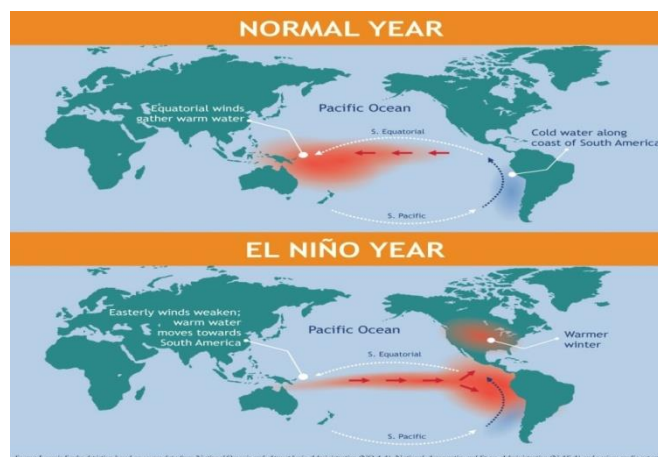 NORMAL YEAR
Equatorial winds
gather warm water
Pacific Ocean
S. Equatorial
Cold water along
coast of South America
S. Pacific
EL NIÑO YEAR
Easterly winds weaken;
warm water
moves towards
South America
Pacific Ocean
S. Equatorial
Warmer
winter
S. Pacific